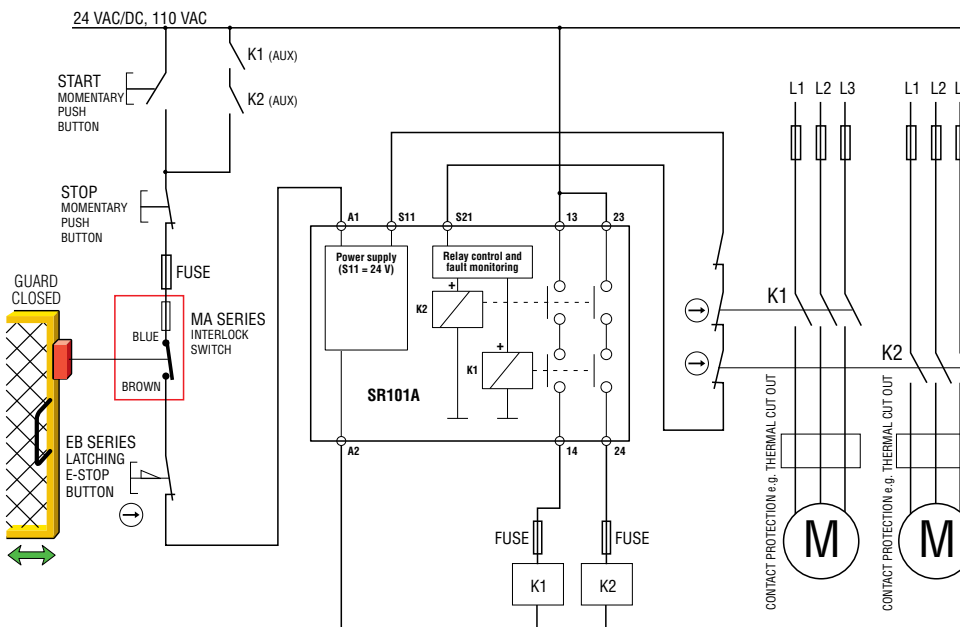 24 VAC/DC, 110 VAC
K1 (AUX)
K2 (AUX)
START
MOMENTARY
PUSH
BUTTON
STOP
MOMENTARY
PUSH
BUTTON
FUSE
GUARD
CLOSED
BLUE
BROWN
MA SERIES
INTERLOCK
SWITCH
EB SERIES
LATCHING
E-STOP
BUTTON
A1
S11
S21
13
23
Power supply
(S11 = 24 V)
Relay control and
fault monitoring
+
K2
+
K1
SR101A
A2
14
24
FUSE
FUSE
K1
K2
L1 L2 L3
L1 L2 L
K1
K2
CONTACT PROTECTION e.g. THERMAL CUT OUT
CONTACT PROTECTION e.g. THERMAL CUT OUT
M
M